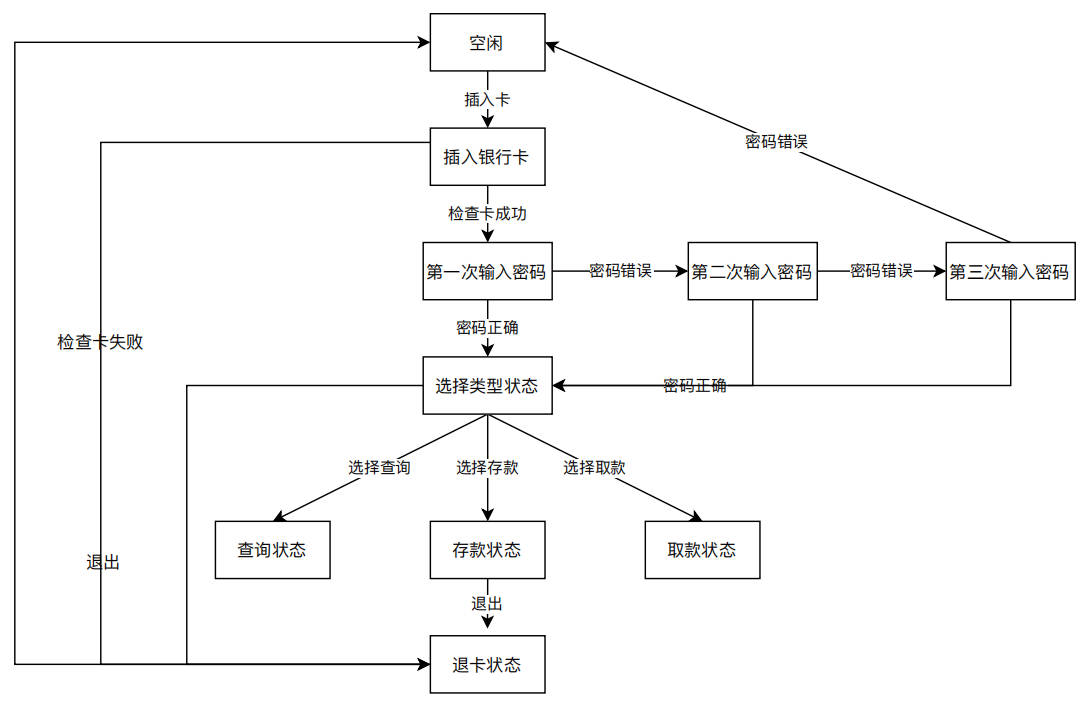 空闲
插入卡
密码错误
插入银行卡
检查卡成功
第一次输入密码
密码错误
第二次输入密码
密码错误
第三次输入密码
密码正确
检查卡失败
选择类型状态
密码正确
选择查询
选择存款
选择取款
查询状态
存款状态
取款状态
退出
退出
退卡状态